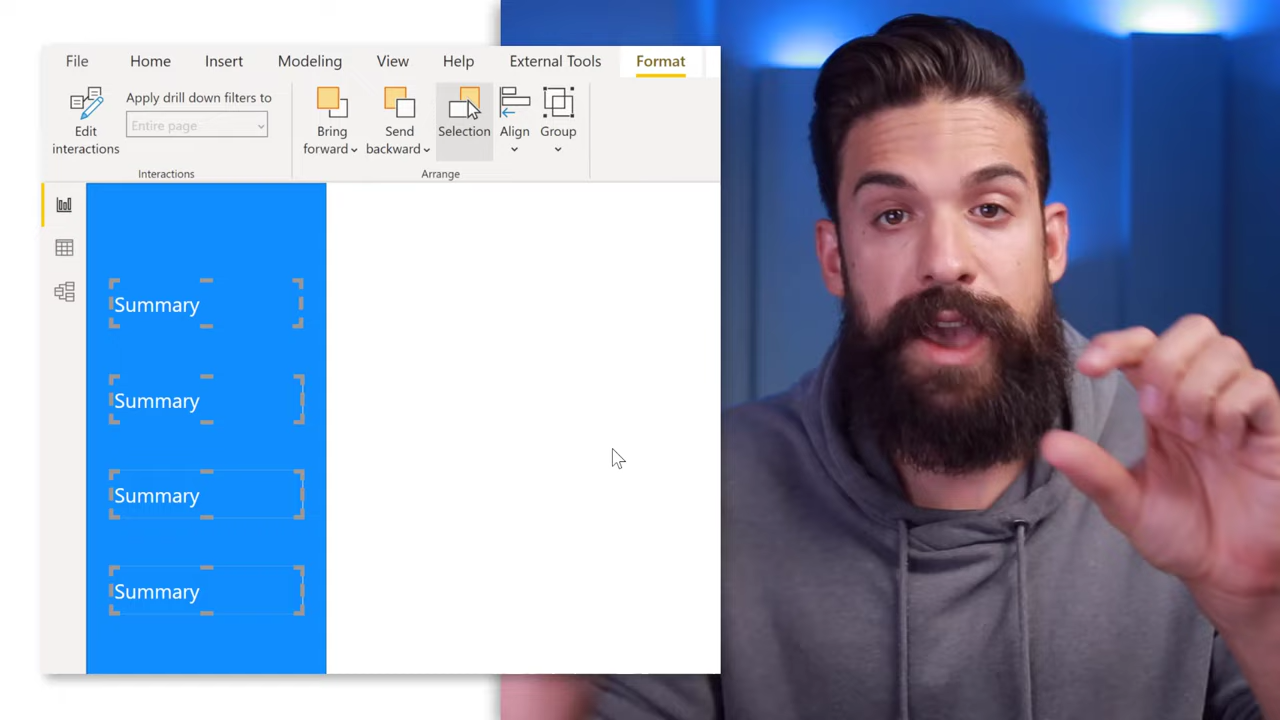 File Home Insert Modeling View Help External Tools Format
Edit interactions
Apply drill down filters to
Entire page
Interactions
Bring forward
Send backward
Selection
Align
Group
Arrange
Summary
Summary
Summary
Summary